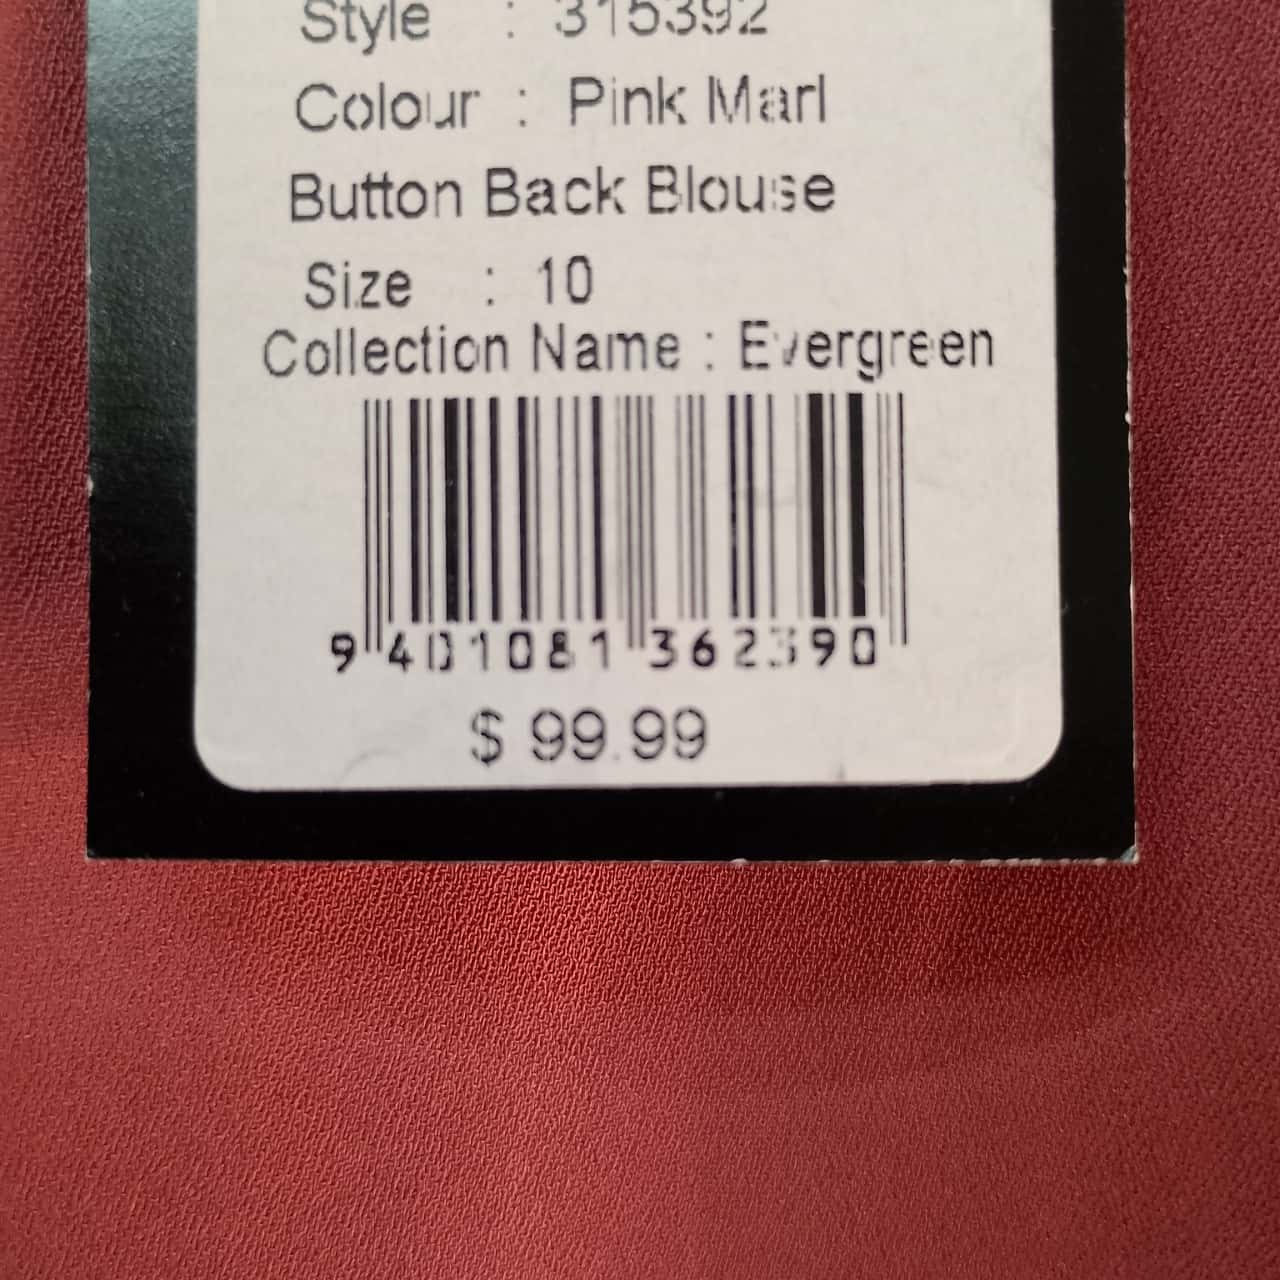 Style : 315392
Colour : Pink Marl
Button Back Blouse
Size : 10
Collection Name : Evergreen
9 401081 362390
$ 99.99